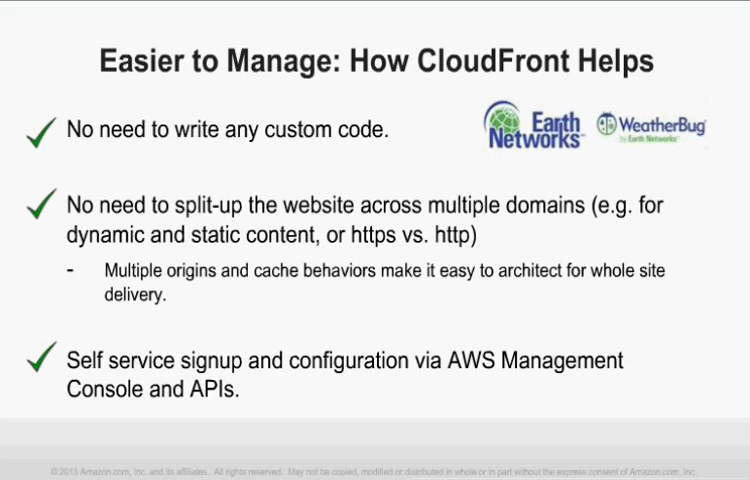 Easier to Manage: How CloudFront Helps
No need to write any custom code.
Earth
Networks
WeatherBug
by Earth Networks
No need to split-up the website across multiple domains (e.g. for
dynamic and static content, or https vs. http)
- Multiple origins and cache behaviors make it easy to architect for whole site
delivery.
Self service signup and configuration via AWS Management
Console and APIs.
© 2013 Amazon.com, Inc. and its affiliates. All rights reserved. May not be copied, modified or distributed in whole or in part without the express consent of Amazon.com, Inc.